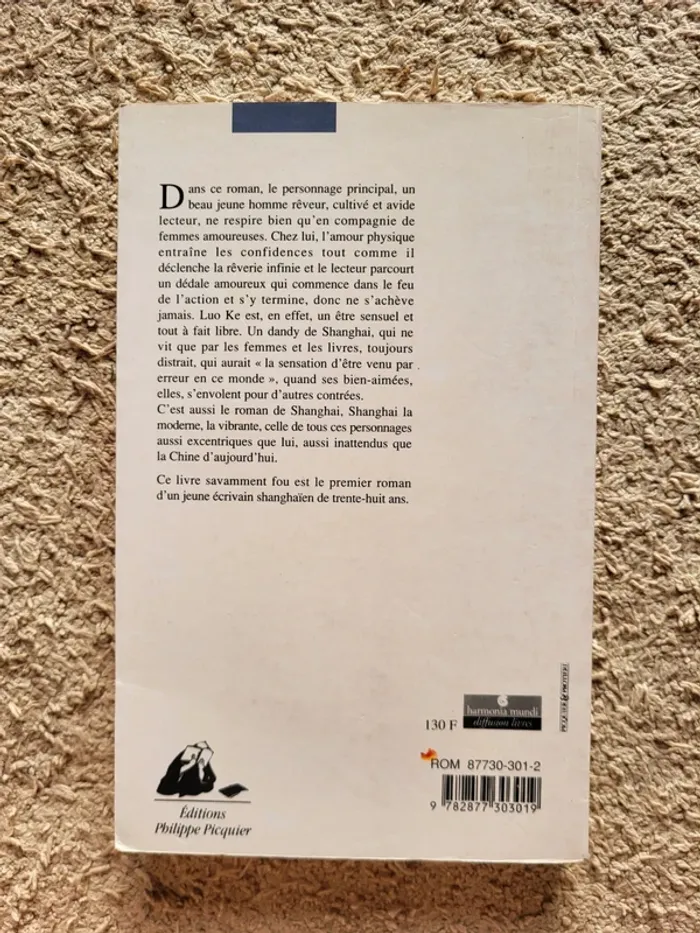 Dans ce roman, le personnage principal, un
beau jeune homme rêveur, cultivé et avide
lecteur, ne respire bien qu'en compagnie de
femmes amoureuses. Chez lui, l'amour physique
entraîne les confidences tout comme il
déclenche la rêverie infinie et le lecteur parcourt
un dédale amoureux qui commence dans le feu
de l'action et s'y termine, donc ne s'achève
jamais. Luo Ke est, en effet, un être sensuel et
tout à fait libre. Un dandy de Shanghai, qui ne
vit que par les femmes et les livres, toujours
distrait, qui aurait « la sensation d'être venu par
erreur en ce monde », quand ses bien-aimées,
elles, s'envolent pour d'autres contrées.
C'est aussi le roman de Shanghai, Shanghai la
moderne, la vibrante, celle de tous ces personnages
aussi excentriques que lui, aussi inattendus que
la Chine d'aujourd'hui.
Ce livre savamment fou est le premier roman
d'un jeune écrivain shanghaïen de trente-huit ans.
harmonia mundi
diffusion livres
130 F
ROM 87730-301-2
9 782877 303019
Éditions
Philippe Picquier